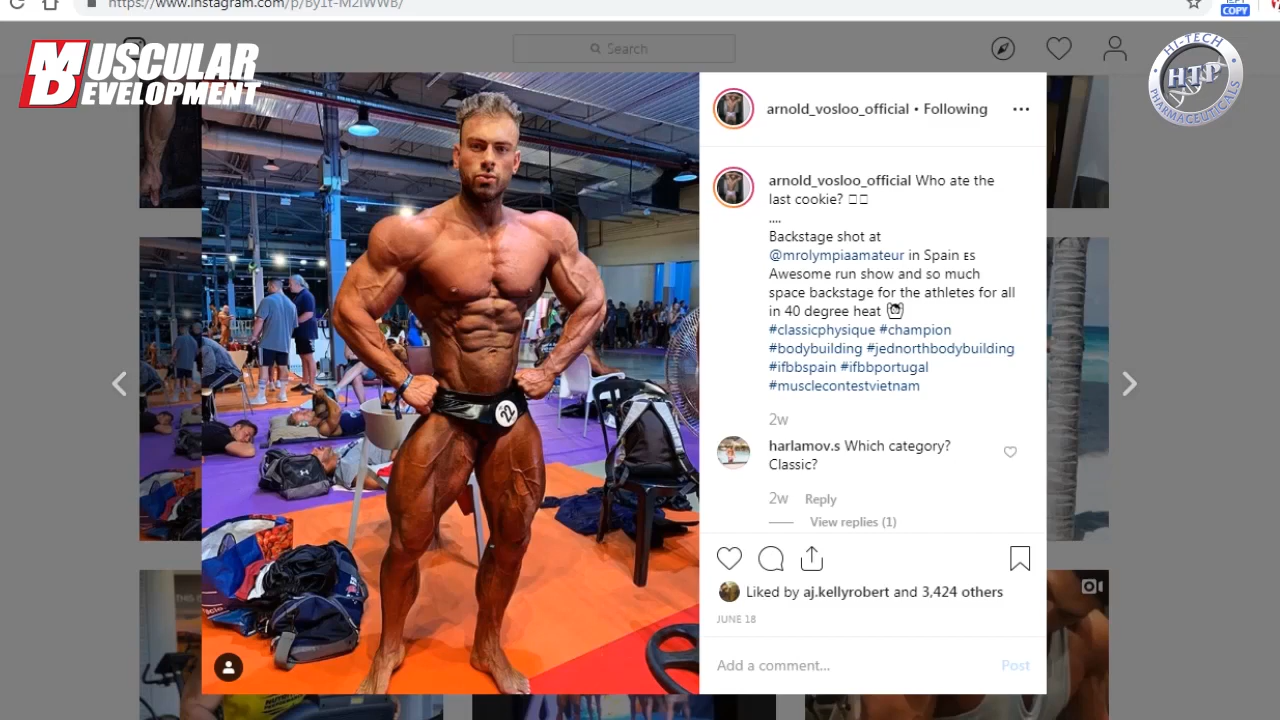 https://www.instagram.com/p/By1t-M2IWWB/
COPY
MUSCULAR
DEVELOPMENT
Search
HI-TECH
HTP
PHARMACEUTICALS
arnold_vosloo_official • Following
arnold_vosloo_official Who ate the
last cookie?
....
Backstage shot at
@mrolympiaamateur in Spain ES
Awesome run show and so much
space backstage for the athletes for all
in 40 degree heat
#classicphysique #champion
#bodybuilding #jednorthbodybuilding
#ifbbspain #ifbbportugal
#musclecontestvietnam
2w
harlamov.s Which category?
Classic?
2w Reply
View replies (1)
Liked by aj.kellyrobert and 3,424 others
JUNE 18
Add a comment... Post
22